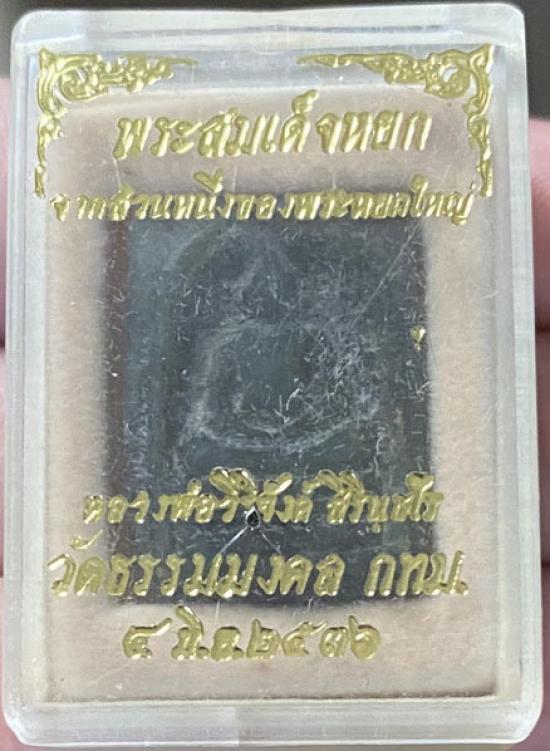 พระสมเด็จหยก
จากส่วนหนึ่งของพระหยกใหญ่
หลวงพ่อวิริยังค์ สิรินฺธโร
วัดธรรมมงคล กทม.
๔ มิ.ย.๒๕๓๖